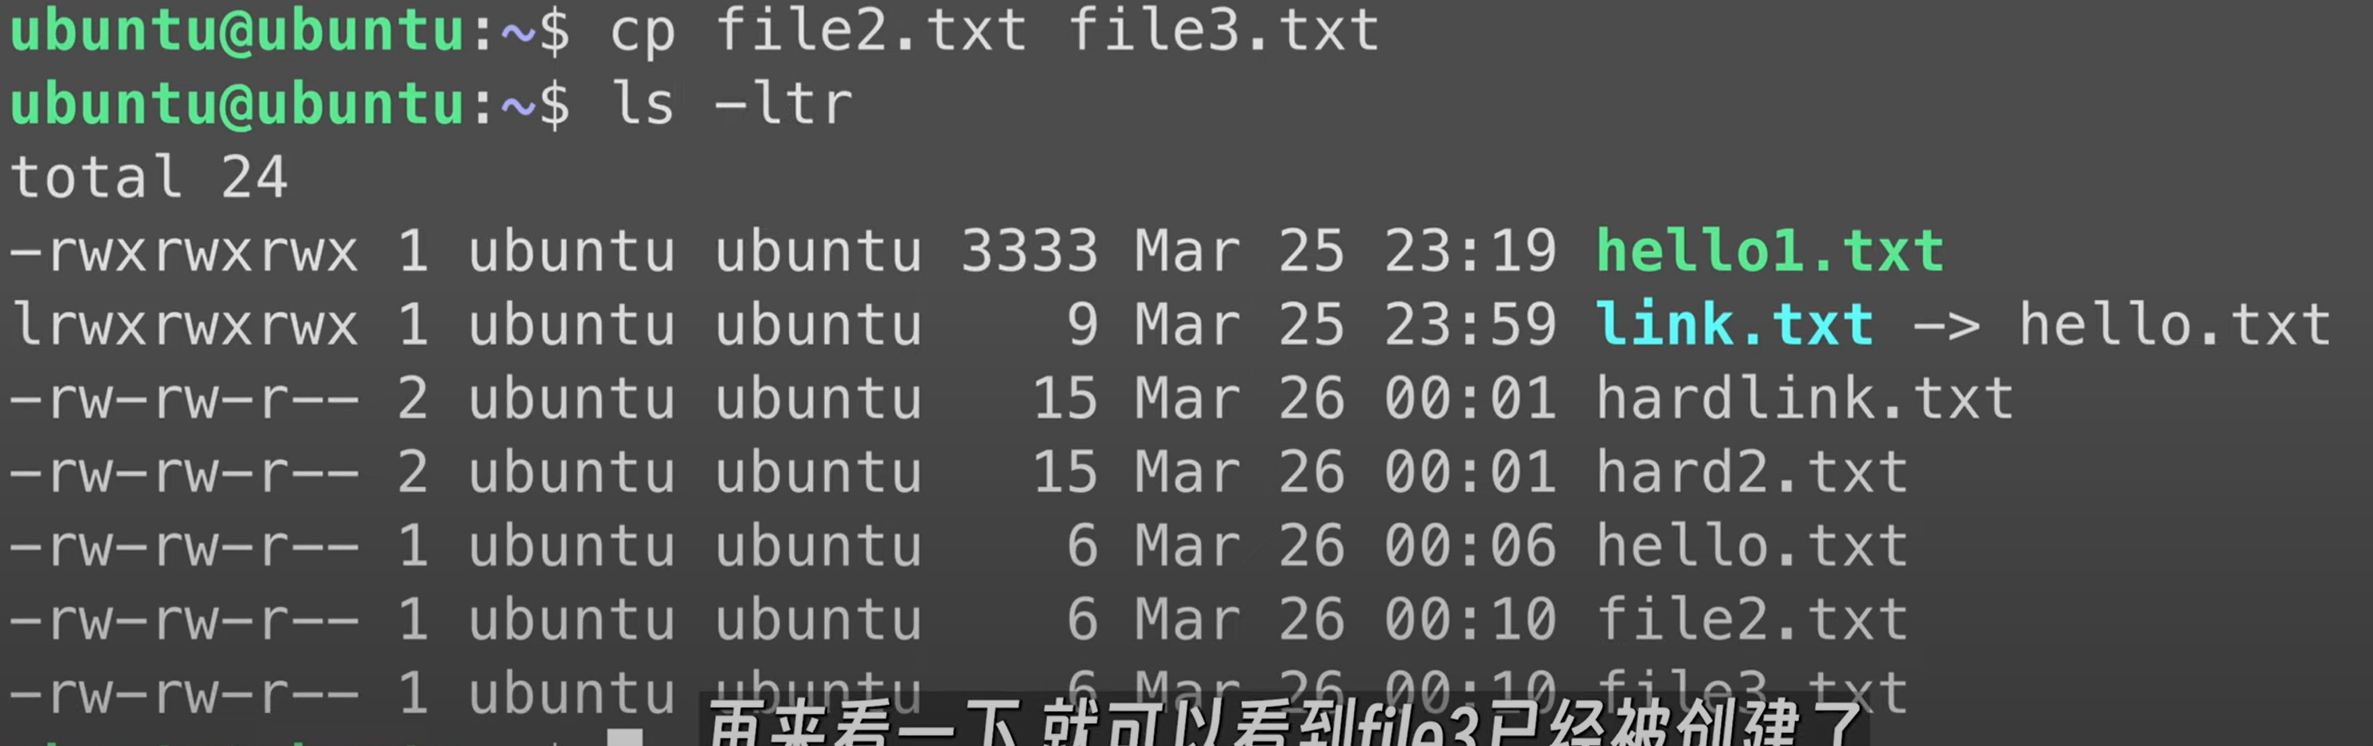 ubuntu@ubuntu:~$ cp file2.txt file3.txt
ubuntu@ubuntu:~$ ls -ltr
total 24
-rwxrwxrwx 1 ubuntu ubuntu 3333 Mar 25 23:19 hello1.txt
lrwxrwxrwx 1 ubuntu ubuntu    9 Mar 25 23:59 link.txt -> hello.txt
-rw-rw-r-- 2 ubuntu ubuntu   15 Mar 26 00:01 hardlink.txt
-rw-rw-r-- 2 ubuntu ubuntu   15 Mar 26 00:01 hard2.txt
-rw-rw-r-- 1 ubuntu ubuntu    6 Mar 26 00:06 hello.txt
-rw-rw-r-- 1 ubuntu ubuntu    6 Mar 26 00:10 file2.txt
-rw-rw-r-- 1 ubuntu ubuntu    6 Mar 26 00:10 file3.txt
再来看一下 就可以看到file3已经被创建了